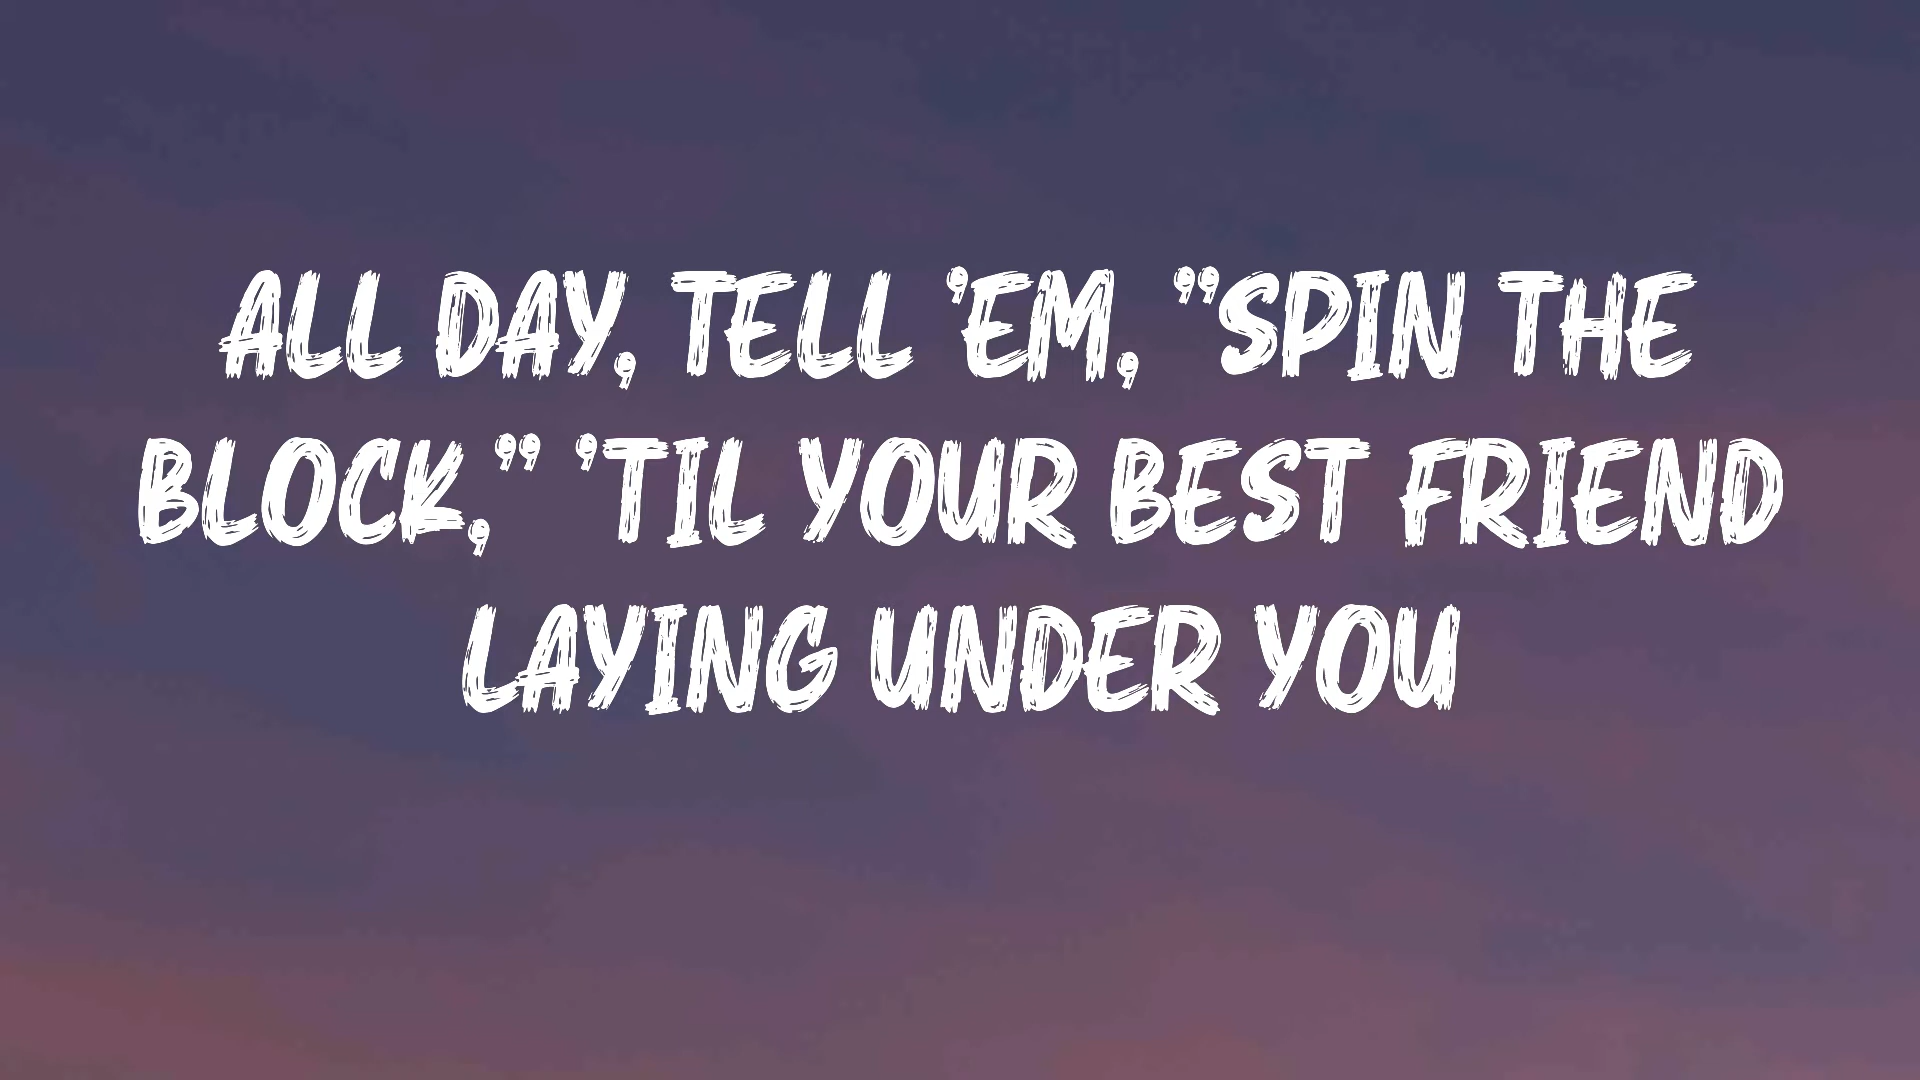 ALL DAY, TELL 'EM, "SPIN THE
BLOCK," 'TIL YOUR BEST FRIEND
LAYING UNDER YOU